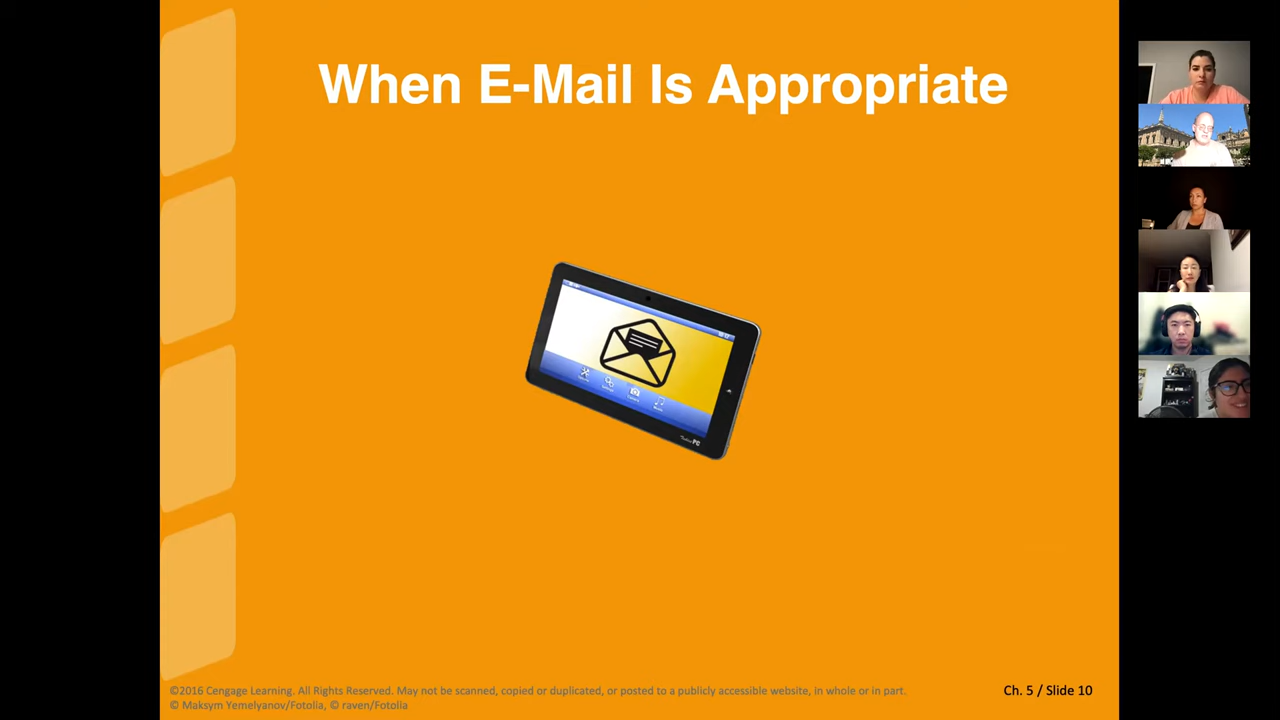 When E-Mail Is Appropriate
PC
©2016 Cengage Learning. All Rights Reserved. May not be scanned, copied or duplicated, or posted to a publicly accessible website, in whole or in part.
© Maksym Yemelyanov/Fotolia, © raven/Fotolia
Ch. 5 / Slide 10